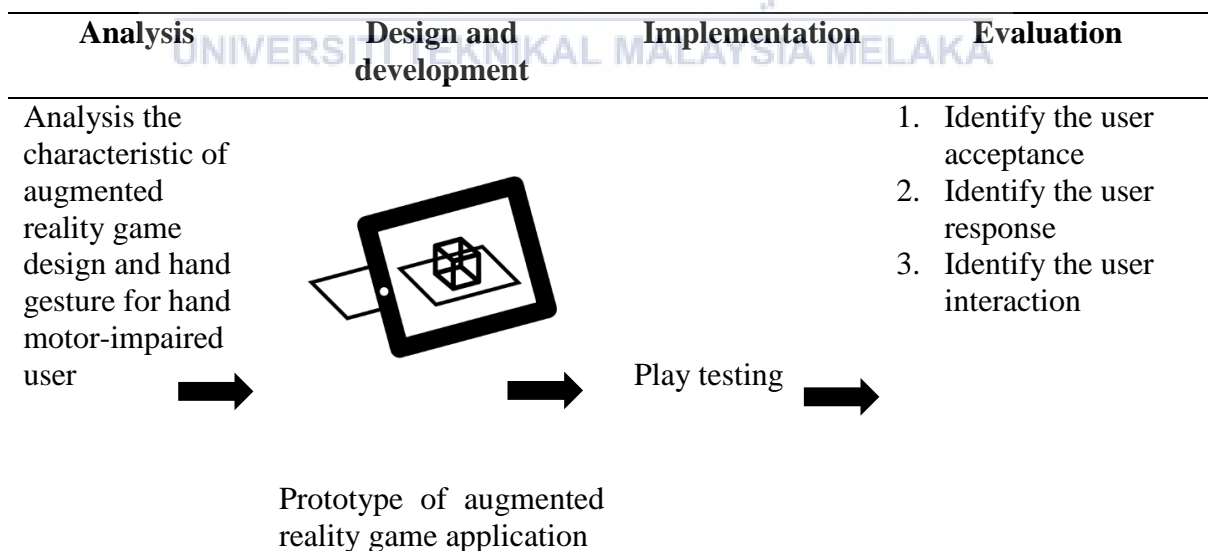 Analysis
Design and
development
Implementation
Evaluation
UNIVERSITI TEKNIKAL MALAYSIA MELAKA
Analysis the
characteristic of
augmented
reality game
design and hand
gesture for hand
motor-impaired
user
Prototype of augmented
reality game application
Play testing
1. Identify the user
acceptance
2. Identify the user
response
3. Identify the user
interaction